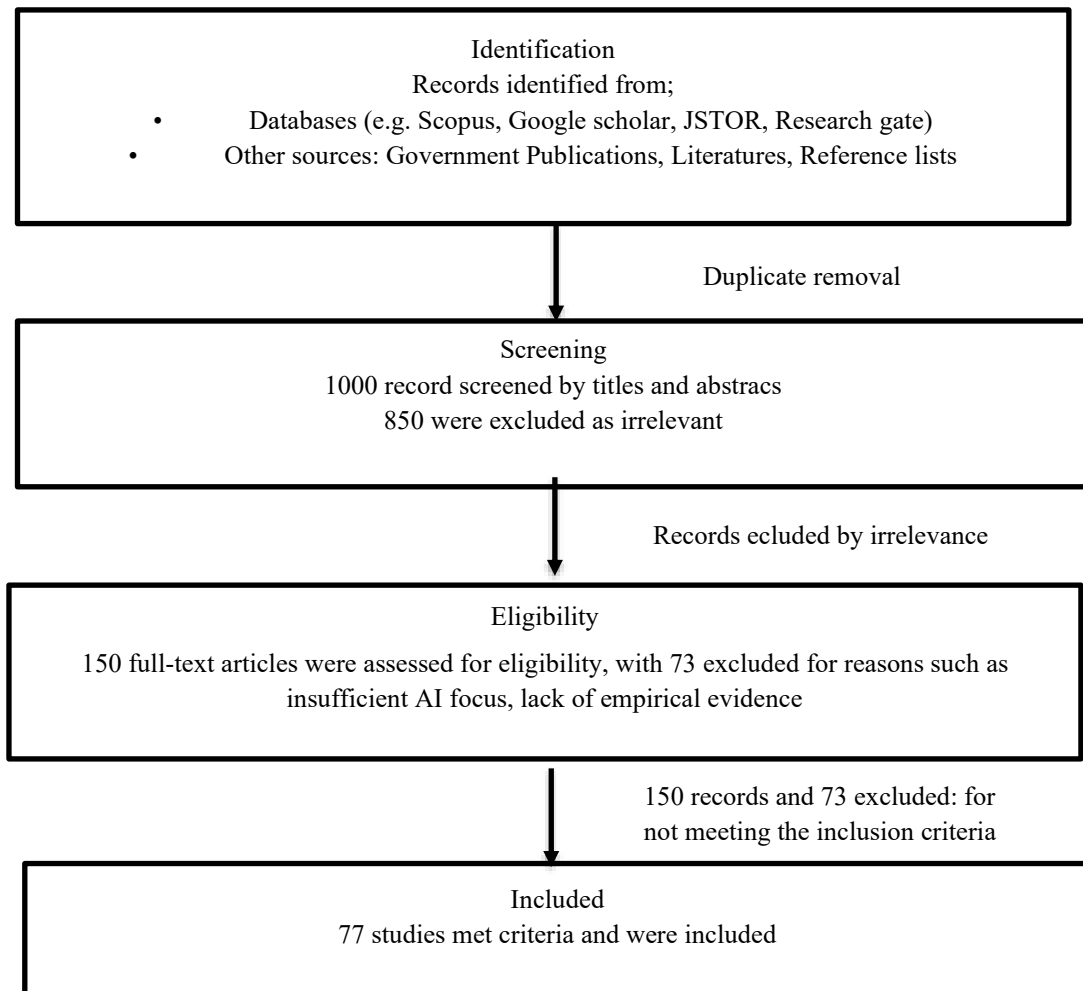 Identification
Records identified from;
• Databases (e.g. Scopus, Google scholar, JSTOR, Research gate)
• Other sources: Government Publications, Literatures, Reference lists
Duplicate removal
Screening
1000 record screened by titles and abstracs
850 were excluded as irrelevant
Records ecluded by irrelevance
Eligibility
150 full-text articles were assessed for eligibility, with 73 excluded for reasons such as
insufficient AI focus, lack of empirical evidence
150 records and 73 excluded: for
not meeting the inclusion criteria
Included
77 studies met criteria and were included